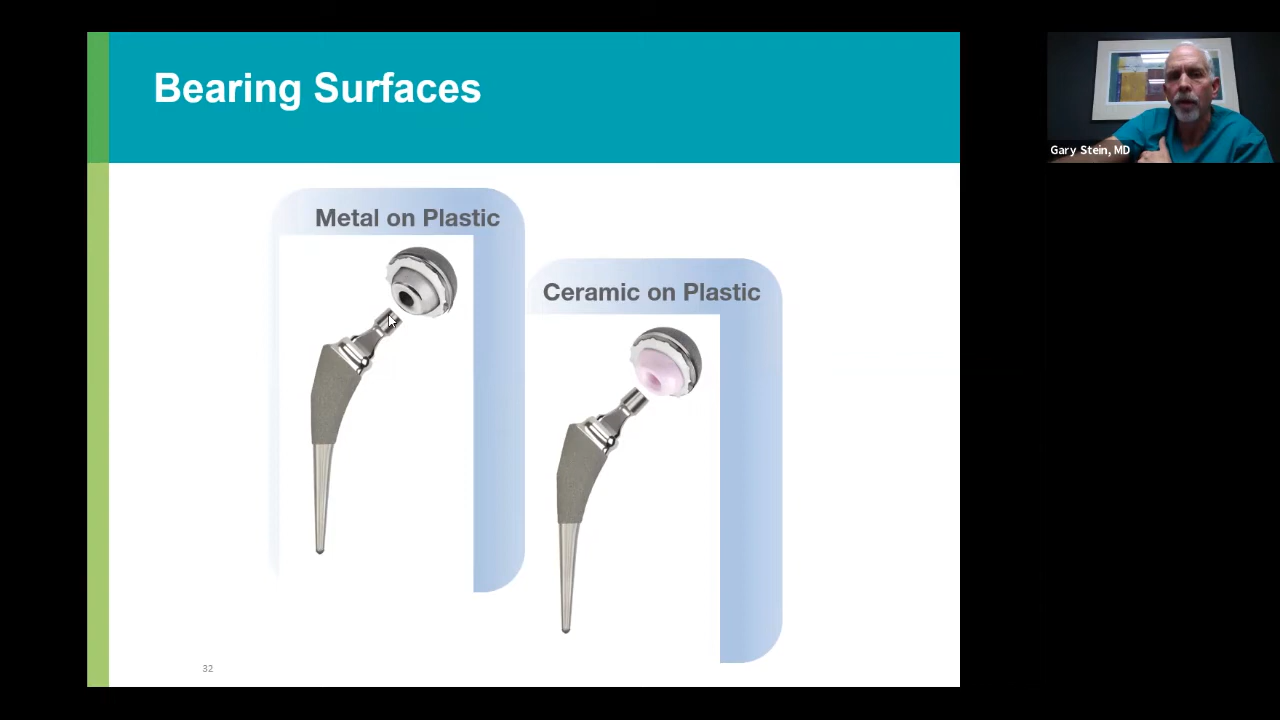 Bearing Surfaces
Gary Stein, MD
Metal on Plastic
Ceramic on Plastic
32